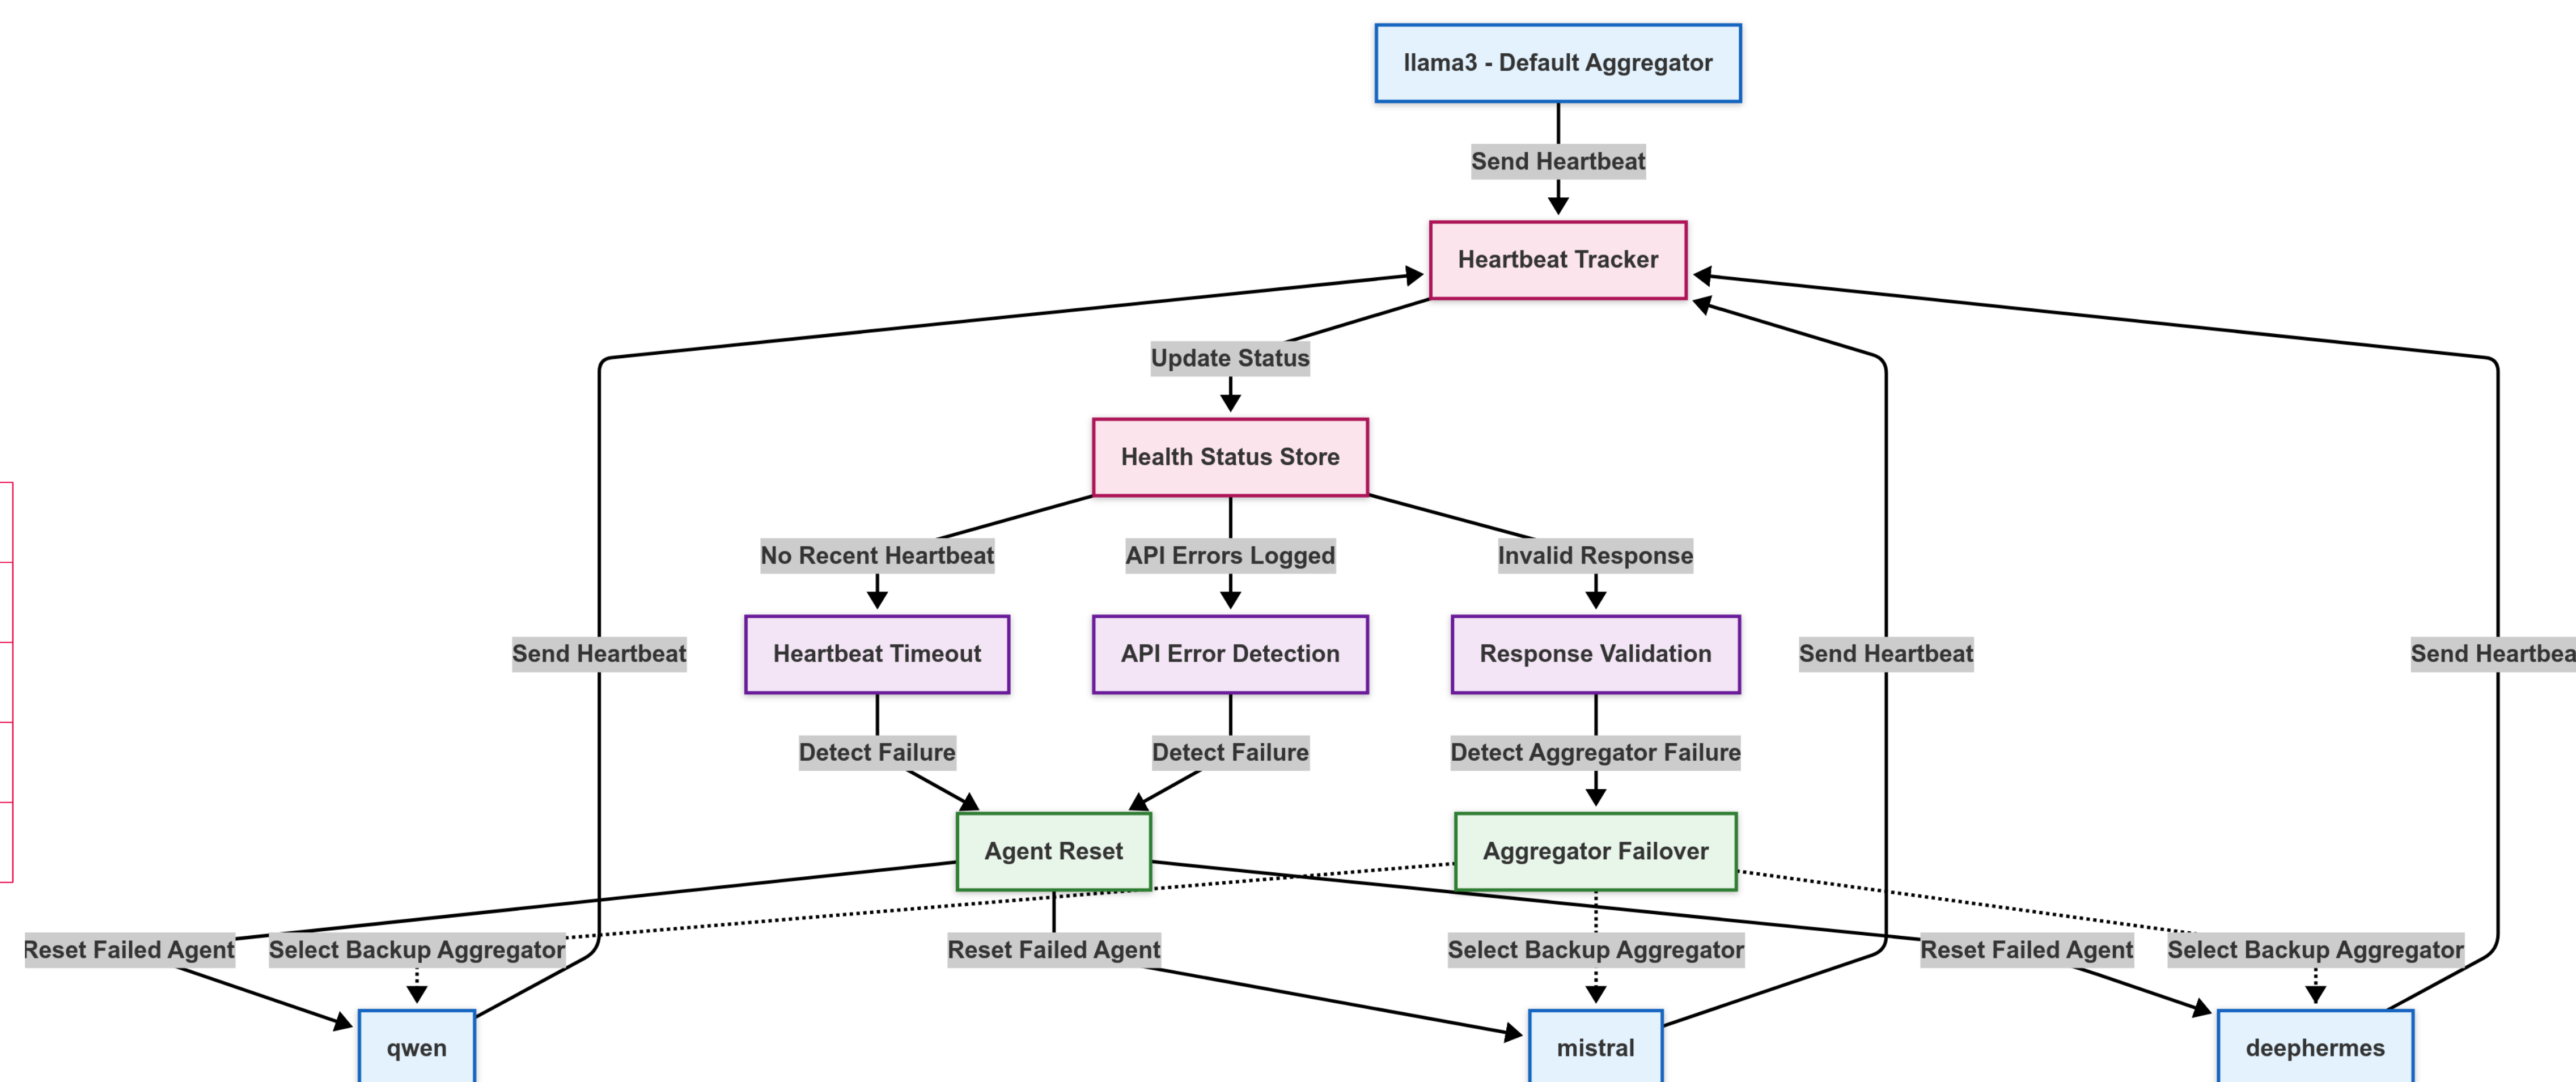 llama3 - Default Aggregator
Send Heartbeat
Heartbeat Tracker
Update Status
Health Status Store
No Recent Heartbeat
API Errors Logged
Invalid Response
Send Heartbeat
Heartbeat Timeout
API Error Detection
Response Validation
Send Heartbeat
Send Heartbea
Detect Failure
Detect Failure
Detect Aggregator Failure
Agent Reset
Aggregator Failover
Reset Failed Agent
Select Backup Aggregator
Reset Failed Agent
Select Backup Aggregator
Reset Failed Agent
Select Backup Aggregator
qwen
mistral
deephermes